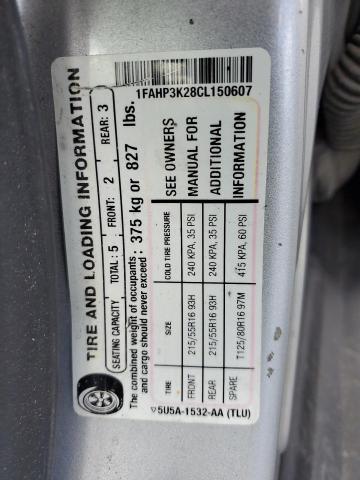 TIRE AND LOADING INFORMATION
SEATING CAPACITY TOTAL: 5 FRONT: 2 REAR: 3
The combined weight of occupants
and cargo should never exceed : 375 kg or 827 lbs.
1FAHP3K28CL150607
TIRE SIZE COLD TIRE PRESSURE SEE OWNERS
FRONT 215/55R16 93H 240 KPA, 35 PSI MANUAL FOR
REAR 215/55R16 93H 240 KPA, 35 PSI ADDITIONAL
SPARE T125/80R16 97M 415 KPA, 60 PSI INFORMATION
5U5A-1532-AA (TLU)